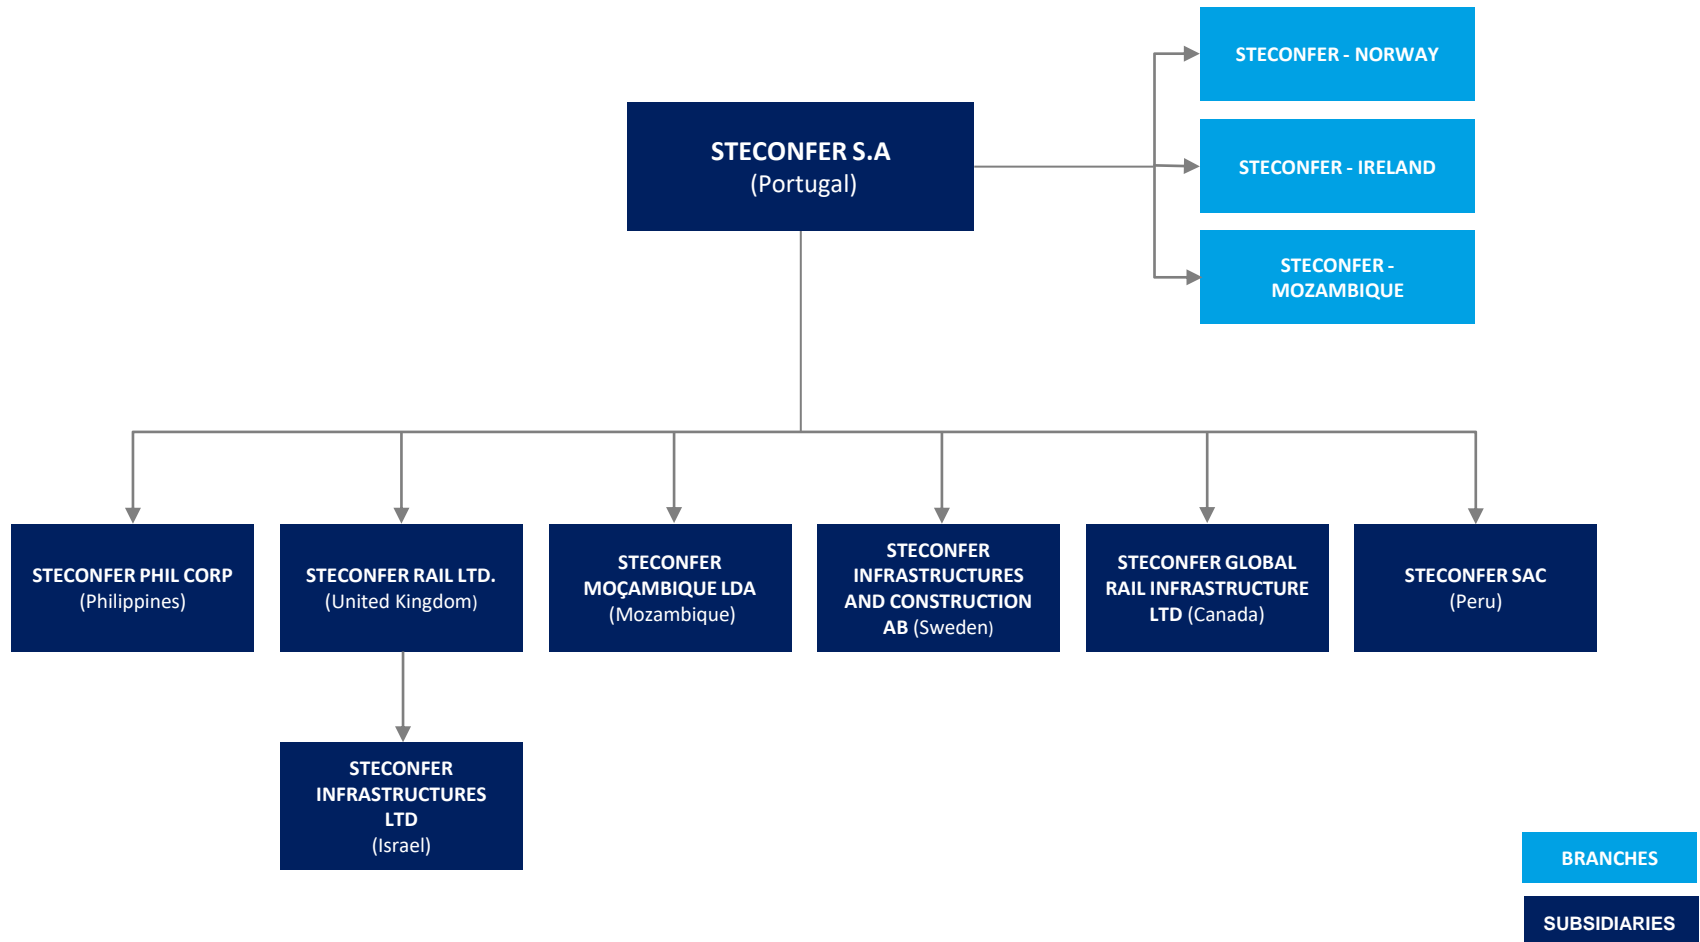 STECONFER - NORWAY
STECONFER S.A
(Portugal)
STECONFER - IRELAND
STECONFER -
MOZAMBIQUE
STECONFER PHIL CORP
(Philippines)
STECONFER RAIL LTD.
(United Kingdom)
STECONFER
MOÇAMBIQUE LDA
(Mozambique)
STECONFER
INFRASTRUCTURES
AND CONSTRUCTION
AB (Sweden)
STECONFER GLOBAL
RAIL INFRASTRUCTURE
LTD (Canada)
STECONFER SAC
(Peru)
STECONFER
INFRASTRUCTURES
LTD
(Israel)
BRANCHES
SUBSIDIARIES